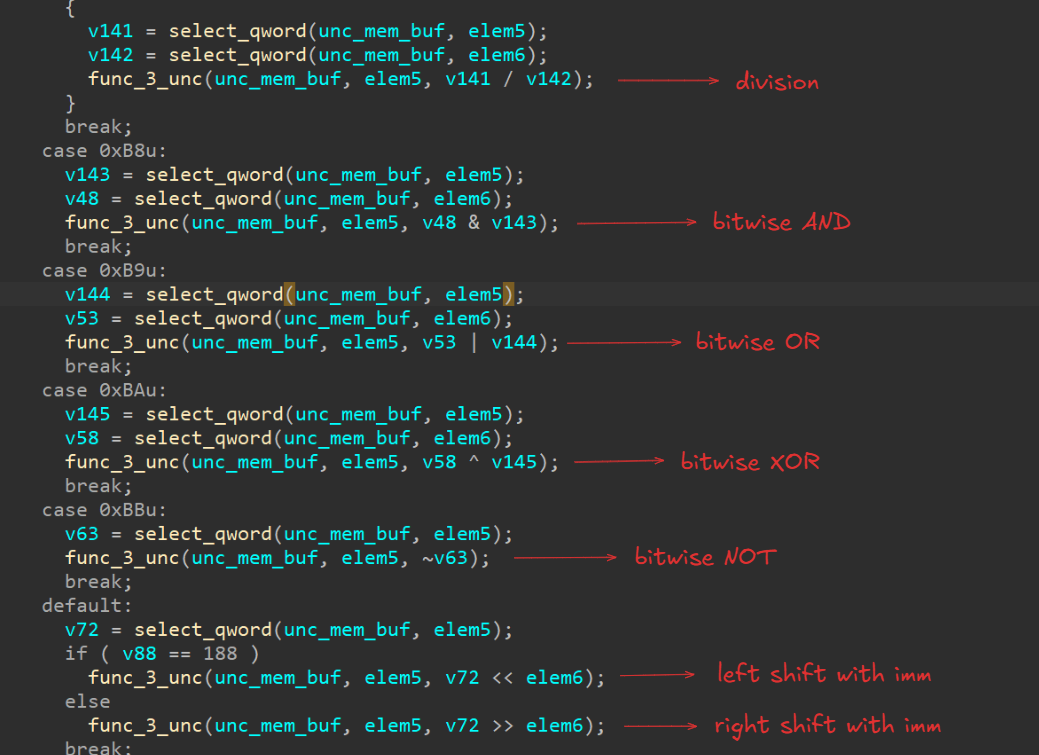 {
v141 = select_qword(unc_mem_buf, elem5);
v142 = select_qword(unc_mem_buf, elem6);
func_3_unc(unc_mem_buf, elem5, v141 / v142); division
}
break;
case 0xB8u:
v143 = select_qword(unc_mem_buf, elem5);
v48 = select_qword(unc_mem_buf, elem6);
func_3_unc(unc_mem_buf, elem5, v48 & v143); bitwise AND
break;
case 0xB9u:
v144 = select_qword(unc_mem_buf, elem5);
v53 = select_qword(unc_mem_buf, elem6);
func_3_unc(unc_mem_buf, elem5, v53 | v144); bitwise OR
break;
case 0xBAu:
v145 = select_qword(unc_mem_buf, elem5);
v58 = select_qword(unc_mem_buf, elem6);
func_3_unc(unc_mem_buf, elem5, v58 ^ v145); bitwise XOR
break;
case 0xBBu:
v63 = select_qword(unc_mem_buf, elem5);
func_3_unc(unc_mem_buf, elem5, ~v63); bitwise NOT
break;
default:
v72 = select_qword(unc_mem_buf, elem5);
if ( v88 == 188 )
func_3_unc(unc_mem_buf, elem5, v72 << elem6); left shift with imm
else
func_3_unc(unc_mem_buf, elem5, v72 >> elem6); right shift with imm
break;